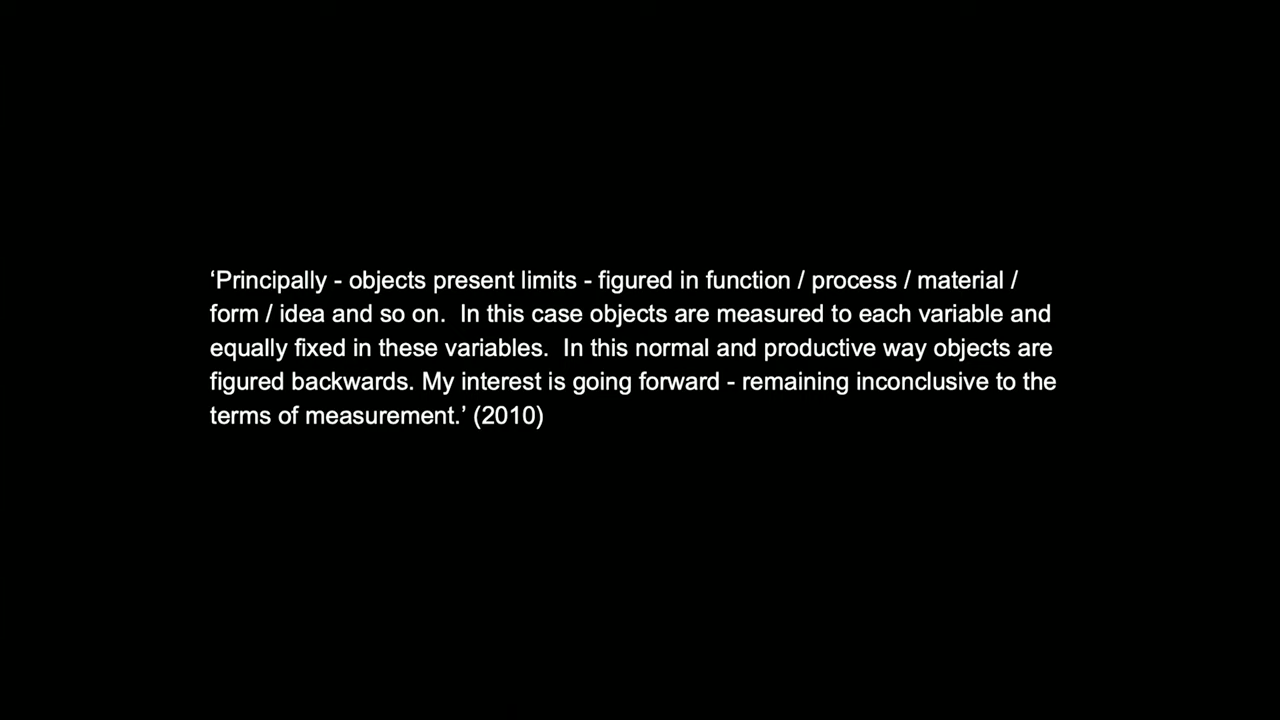 ‘Principally - objects present limits - figured in function / process / material /
form / idea and so on.  In this case objects are measured to each variable and
equally fixed in these variables.  In this normal and productive way objects are
figured backwards. My interest is going forward - remaining inconclusive to the
terms of measurement.’ (2010)